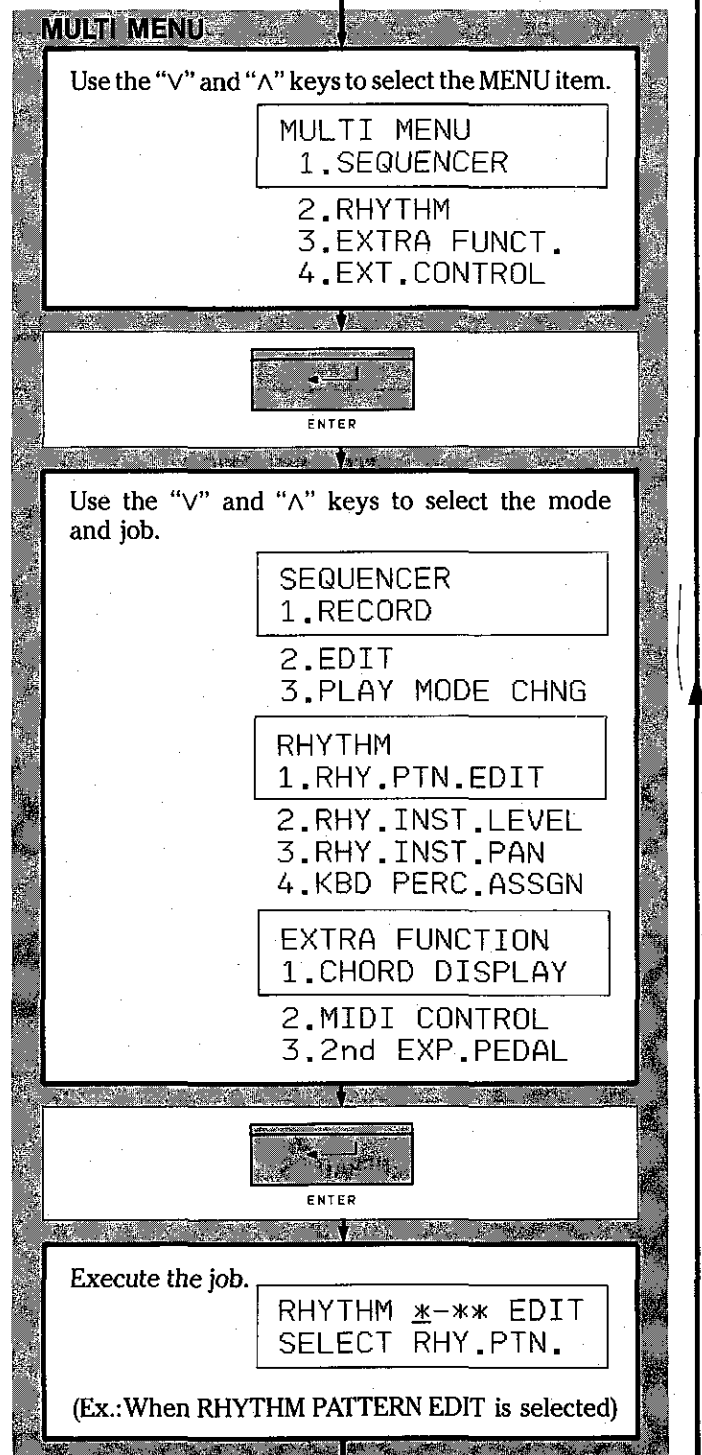 MULTI MENU
Use the “∨” and “∧” keys to select the MENU item.
MULTI MENU
1.SEQUENCER
2.RHYTHM
3.EXTRA FUNCT.
4.EXT.CONTROL
ENTER
Use the “∨” and “∧” keys to select the mode
and job.
SEQUENCER
1.RECORD
2.EDIT
3.PLAY MODE CHNG
RHYTHM
1.RHY.PTN.EDIT
2.RHY.INST.LEVEL
3.RHY.INST.PAN
4.KBD PERC.ASSGN
EXTRA FUNCTION
1.CHORD DISPLAY
2.MIDI CONTROL
3.2nd EXP.PEDAL
ENTER
Execute the job.
RHYTHM *-** EDIT
SELECT RHY.PTN.
(Ex.:When RHYTHM PATTERN EDIT is selected)